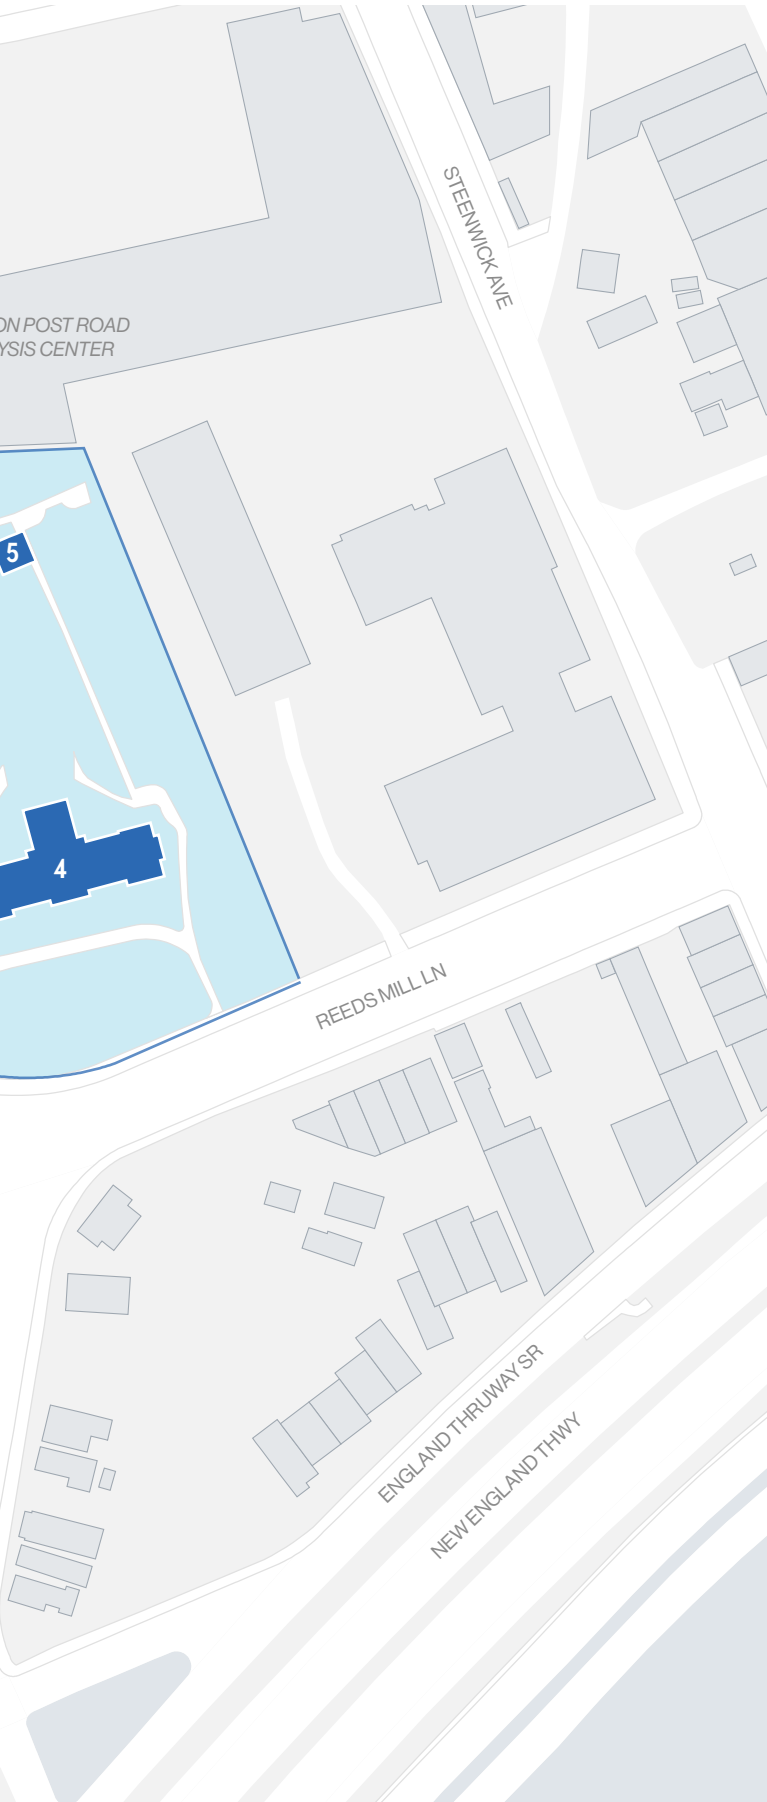 STEENWICK AVE
ON POST ROAD
YSIS CENTER
5
4
REEDS MILL LN
ENGLAND THRUWAY SR
NEW ENGLAND THWY